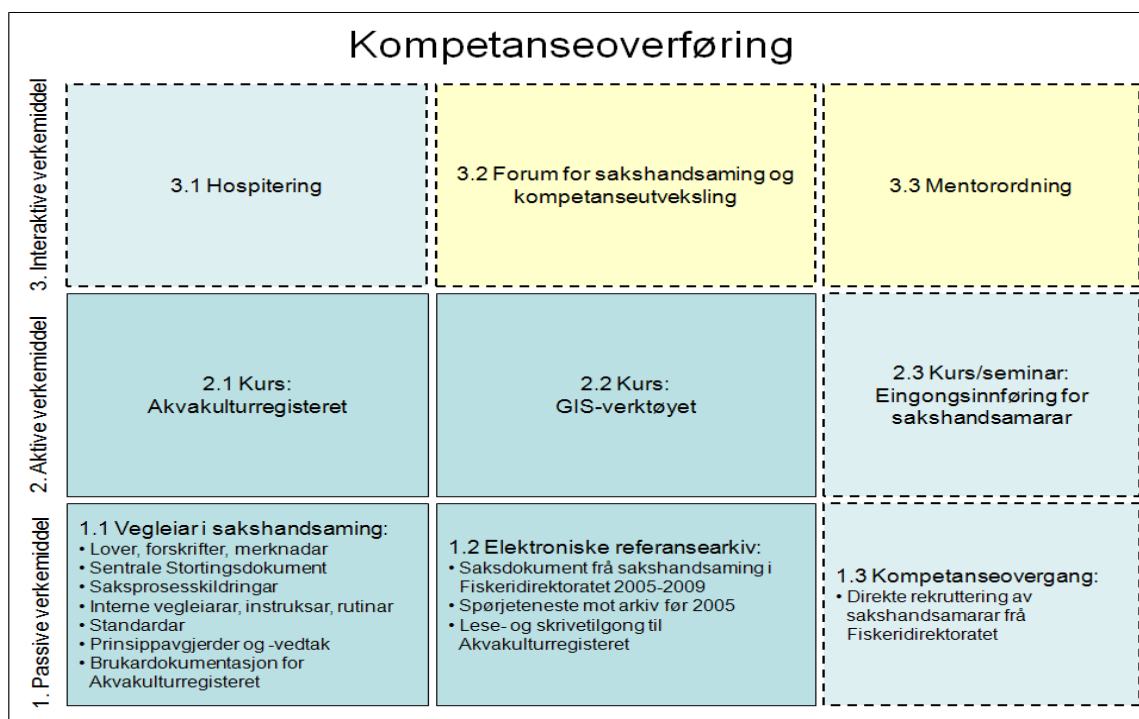 Kompetanseoverføring
3. Interaktive verkemiddel
3.1 Hospitering
3.2 Forum for sakshandsaming og
kompetanseutveksling
3.3 Mentorordning
2. Aktive verkemiddel
2.1 Kurs:
Akvakulturregisteret
2.2 Kurs:
GIS-verktøyet
2.3 Kurs/seminar:
Eingongsinnføring for
sakshandsamarar
1. Passive verkemiddel
1.1 Vegleiar i sakshandsaming:
• Lover, forskrifter, merknadar
• Sentrale Stortingsdokument
• Saksprosesskildringar
• Interne vegleiarar, instruksar, rutinar
• Standardar
• Prinsippavgjerder og -vedtak
• Brukardokumentasjon for
Akvakulturregisteret
1.2 Elektroniske referansearkiv:
• Saksdokument frå sakshandsaming i
Fiskeridirektoratet 2005-2009
• Spørjeteneste mot arkiv før 2005
• Lese- og skrivetilgong til
Akvakulturregisteret
1.3 Kompetanseovergang:
• Direkte rekruttering av
sakshandsamarar frå
Fiskeridirektoratet